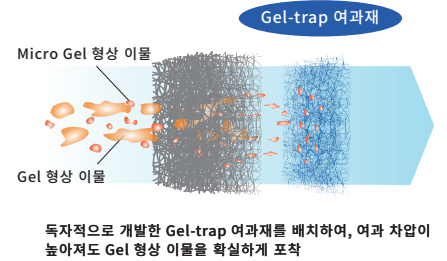 Gel-trap 여과재
Micro Gel 형상 이물
Gel 형상 이물
독자적으로 개발한 Gel-trap 여과재를 배치하여, 여과 차압이
높아져도 Gel 형상 이물을 확실하게 포착